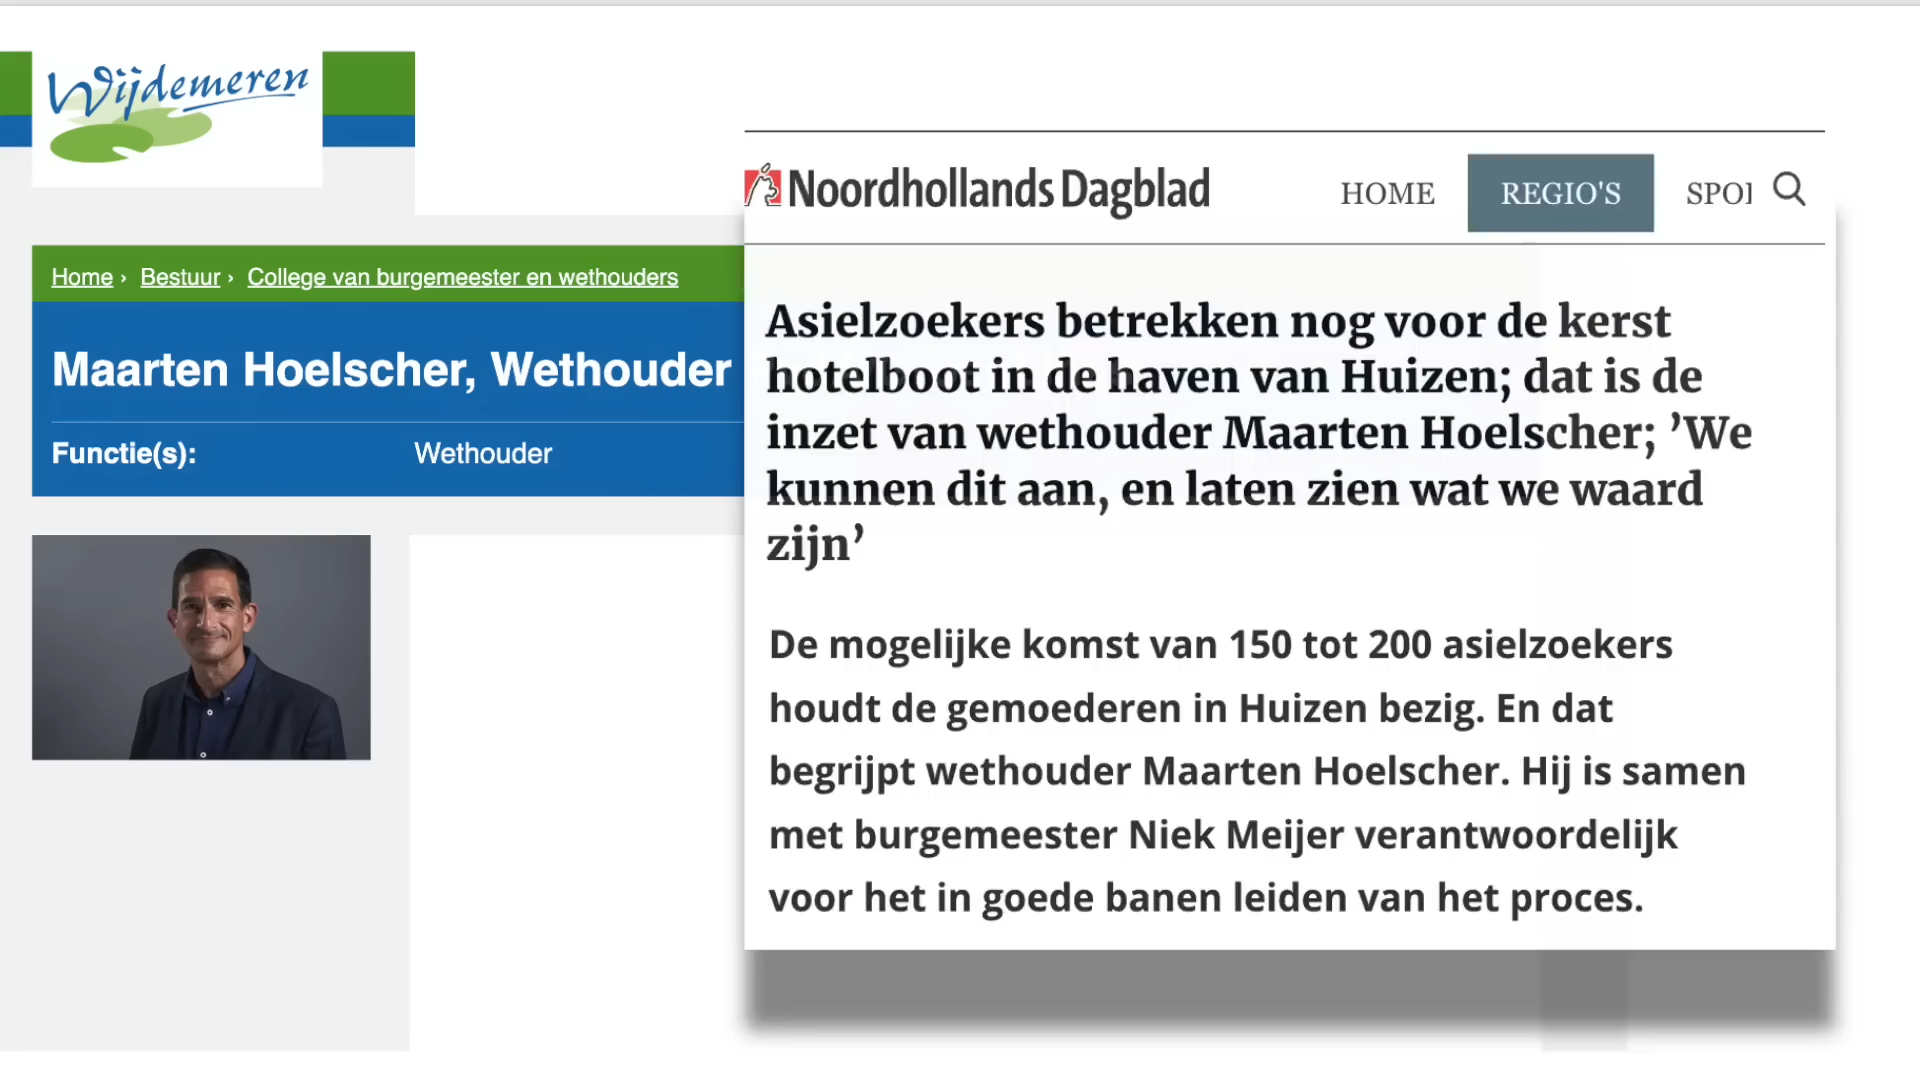 Wijdemeren
Home › Bestuur › College van burgemeester en wethouders
Maarten Hoelscher, Wethouder
Functie(s): Wethouder
Noordhollands Dagblad
HOME REGIO'S SPOI
Asielzoekers betrekken nog voor de kerst
hotelboot in de haven van Huizen; dat is de
inzet van wethouder Maarten Hoelscher; ’We
kunnen dit aan, en laten zien wat we waard
zijn’
De mogelijke komst van 150 tot 200 asielzoekers
houdt de gemoederen in Huizen bezig. En dat
begrijpt wethouder Maarten Hoelscher. Hij is samen
met burgemeester Niek Meijer verantwoordelijk
voor het in goede banen leiden van het proces.